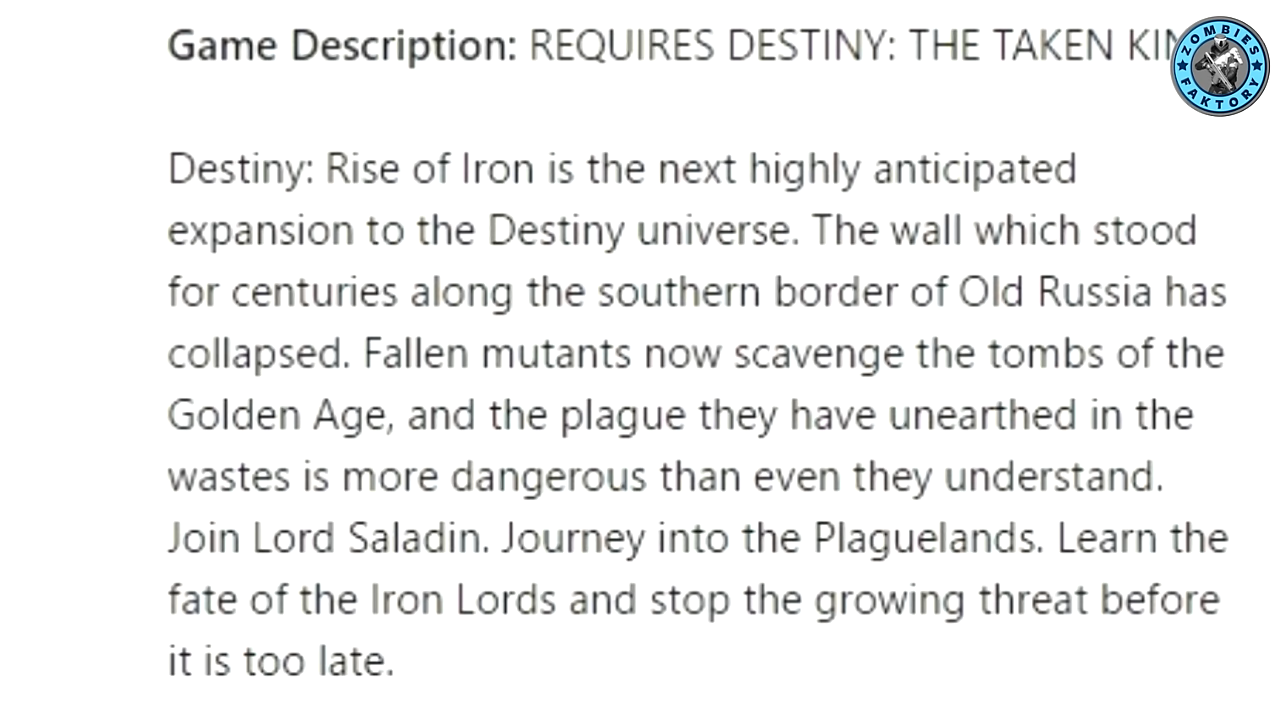 Game Description: REQUIRES DESTINY: THE TAKEN
ZOMBIES
FAKTORY
Destiny: Rise of Iron is the next highly anticipated
expansion to the Destiny universe. The wall which stood
for centuries along the southern border of Old Russia has
collapsed. Fallen mutants now scavenge the tombs of the
Golden Age, and the plague they have unearthed in the
wastes is more dangerous than even they understand.
Join Lord Saladin. Journey into the Plaguelands. Learn the
fate of the Iron Lords and stop the growing threat before
it is too late.